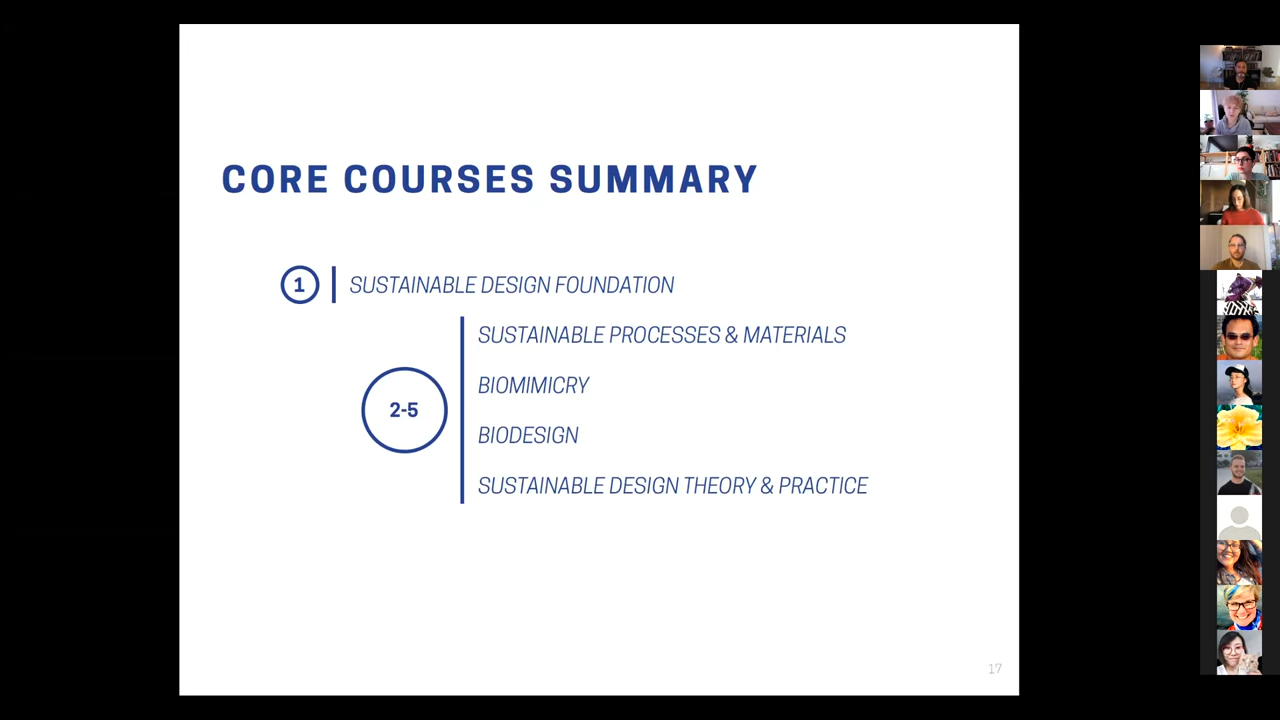 CORE COURSES SUMMARY
1
SUSTAINABLE DESIGN FOUNDATION
2-5
SUSTAINABLE PROCESSES & MATERIALS
BIOMIMICRY
BIODESIGN
SUSTAINABLE DESIGN THEORY & PRACTICE
17